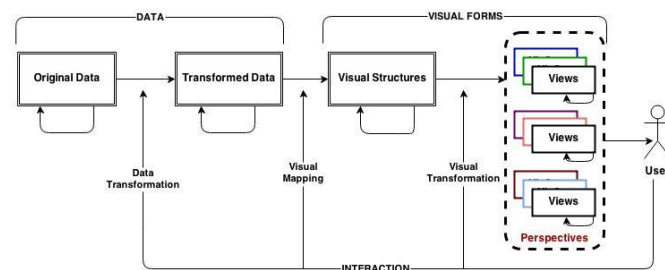 DATA
VISUAL FORMS
Original Data
Transformed Data
Visual Structures
Views
Views
Views
Data
Transformation
Visual
Mapping
Visual
Transformation
Perspectives
Use
INTERACTION